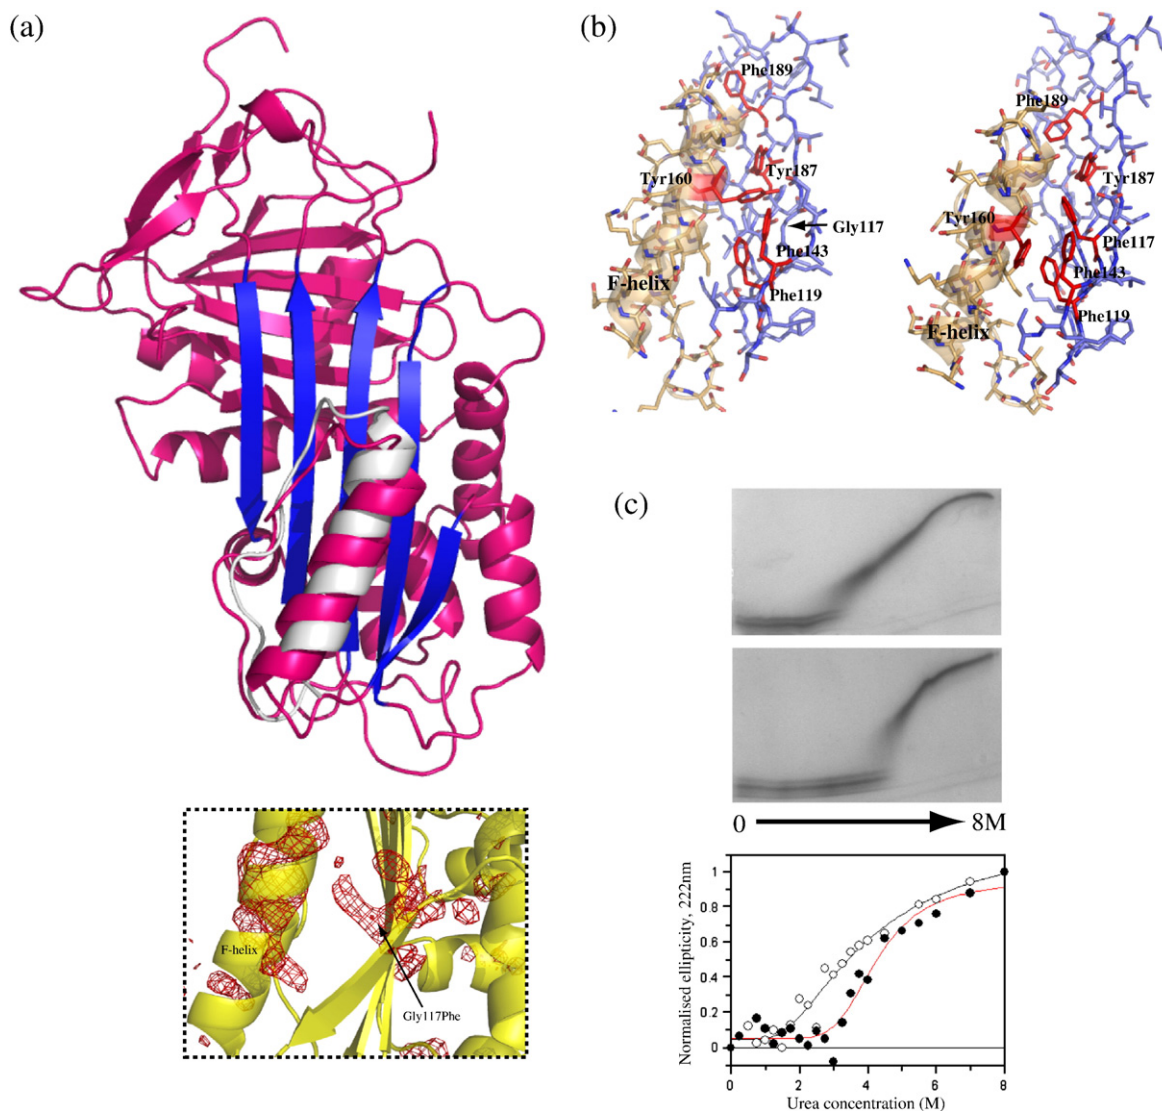 (a)
(b)
Phe189
Tyr160
Tyr187
Gly117
Phe143
F-helix
Phe119
Phe189
Tyr187
Tyr160
Phe117
Phe143
Phe119
F-helix
(c)
0
8M
F-helix
Gly117Phe
Normalised ellipticity, 222nm
1
0.8
0.6
0.4
0.2
0
0
2
4
6
8
Urea concentration (M)